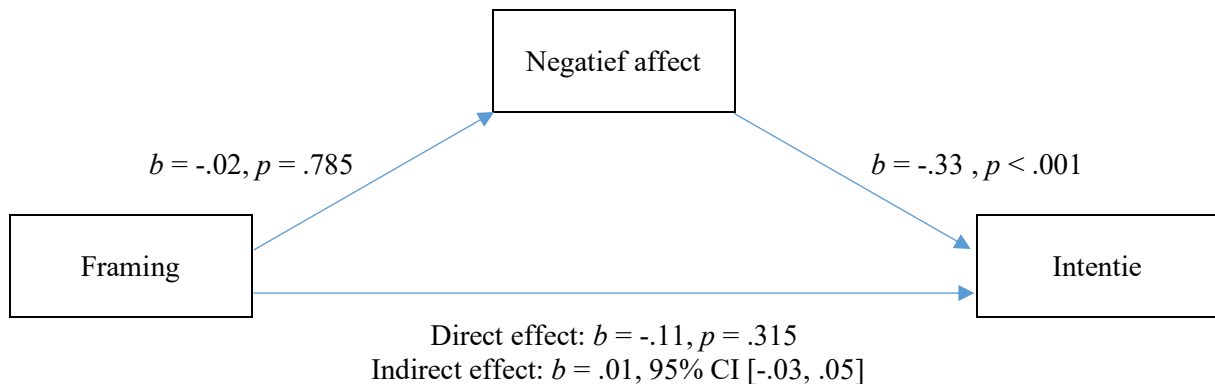 Negatief affect
b = -.02, p = .785
b = -.33 , p < .001
Framing
Intentie
Direct effect: b = -.11, p = .315
Indirect effect: b = .01, 95% CI [-.03, .05]